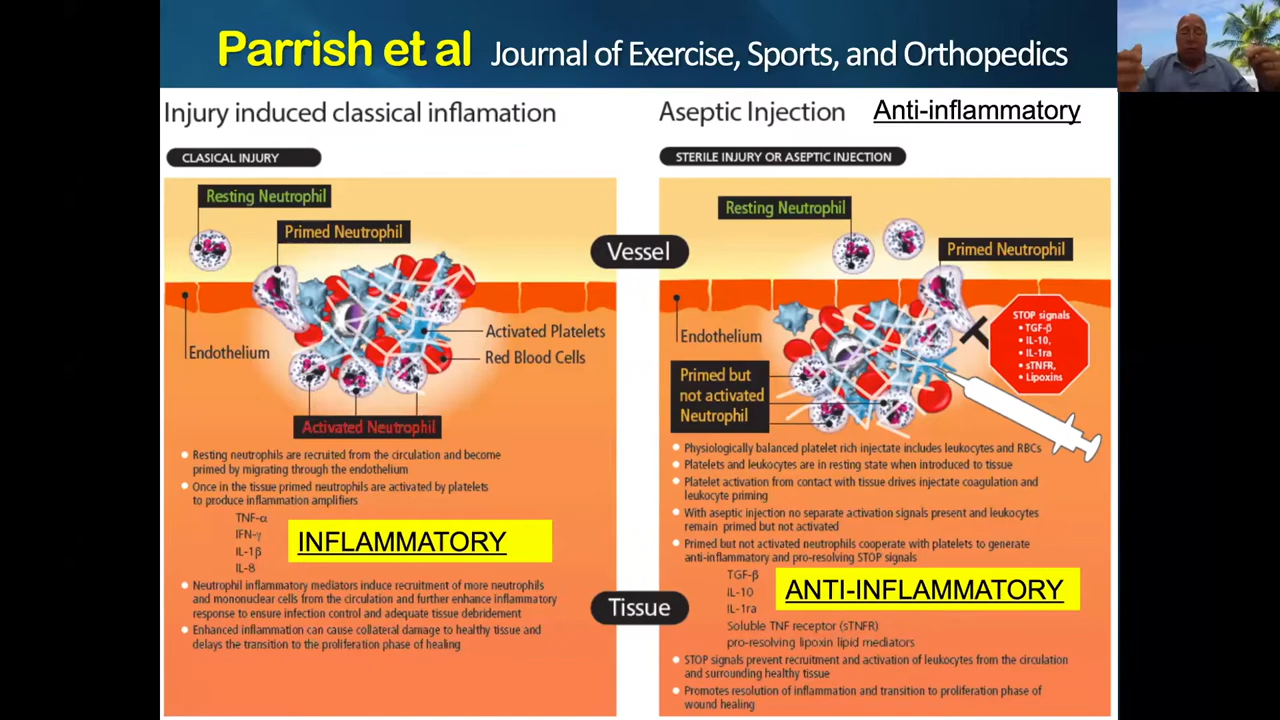 Parrish et al Journal of Exercise, Sports, and Orthopedics
Injury induced classical inflamation
CLASICAL INJURY
Resting Neutrophil
Primed Neutrophil
Endothelium
Activated Platelets
Red Blood Cells
Activated Neutrophil
Resting neutrophils are recruited from the circulation and become
primed by migrating through the endothelium
Once in the tissue primed neutrophils are activated by platelets
to produce inflammation amplifiers
TNF-α
IFN-γ
IL-1β
IL-8
INFLAMMATORY
Neutrophil inflammatory mediators induce recruitment of more neutrophils
and mononuclear cells from the circulation and further enhance inflammatory
response to ensure infection control and adequate tissue debridement
Enhanced inflammation can cause collateral damage to healthy tissue and
delays the transition to the proliferation phase of healing
Vessel
Tissue
Aseptic Injection Anti-inflammatory
STERILE INJURY OR ASEPTIC INJECTION
Resting Neutrophil
Primed Neutrophil
Endothelium
STOP signals
• TGF-β
• IL-10,
• IL-1ra
• sTNFR,
• Lipoxins
Primed but
not activated
Neutrophil
Physiologically balanced platelet rich injectate includes leukocytes and RBCs
Platelets and leukocytes are in resting state when introduced to tissue
Platelet activation from contact with tissue drives injectate coagulation and
leukocyte priming
With aseptic injection no separate activation signals present and leukocytes
remain primed but not activated
Primed but not activated neutrophils cooperate with platelets to generate
anti-inflammatory and pro-resolving STOP signals
TGF-β
IL-10
IL-1ra
Soluble TNF receptor (sTNFR)
pro-resolving lipoxin lipid mediators
ANTI-INFLAMMATORY
STOP signals prevent recruitment and activation of leukocytes from the circulation
and surrounding healthy tissue
Promotes resolution of inflammation and transition to proliferation phase of
wound healing